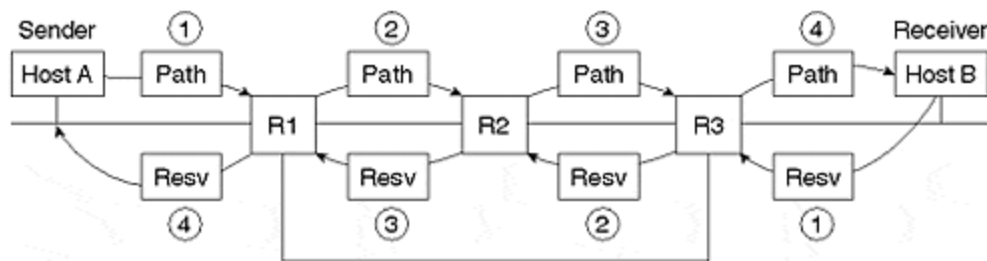 Sender ① ② ③ ④ Receiver
Host A Path Path Path Path Host B
R1 R2 R3
Resv Resv Resv Resv
④ ③ ② ①